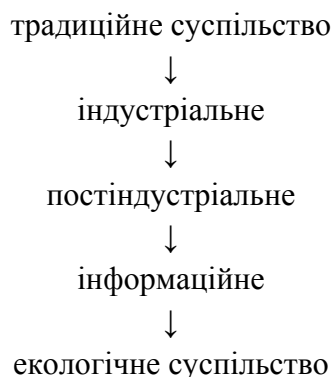 традиційне суспільство
↓
індустріальне
↓
постіндустріальне
↓
інформаційне
↓
екологічне суспільство